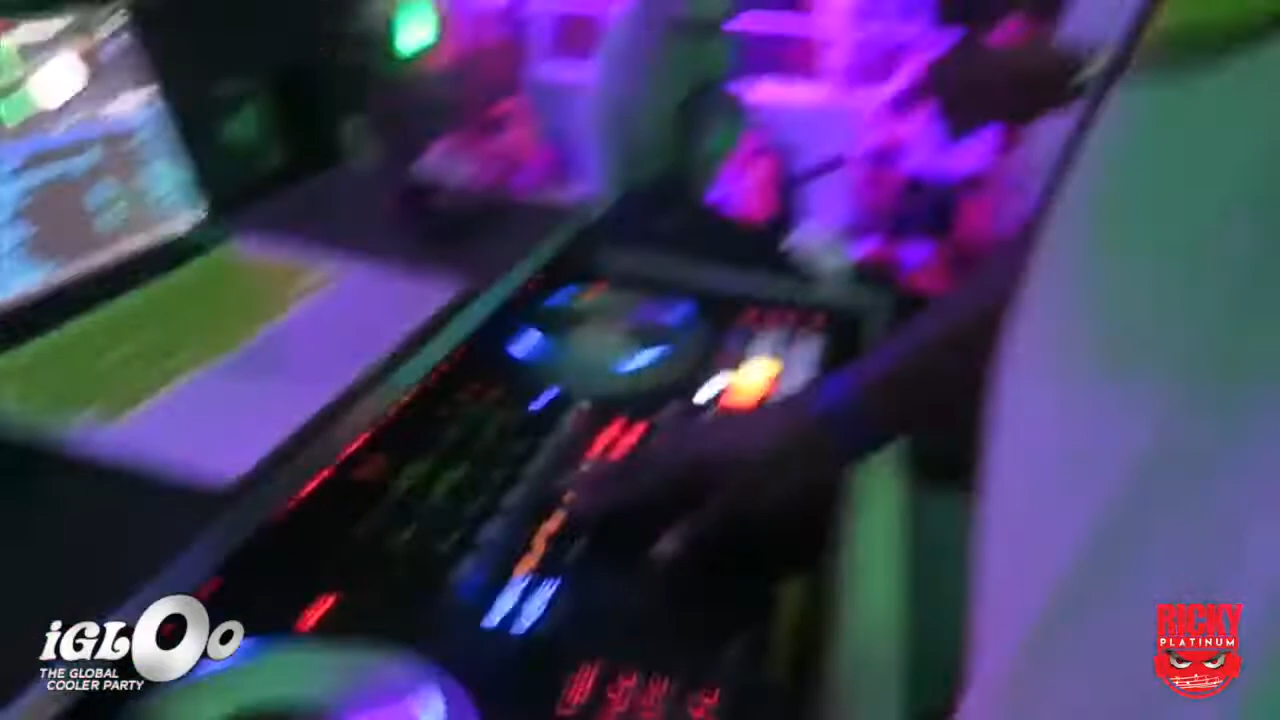 iGLOo
THE GLOBAL
COOLER PARTY
RICKY
PLATINUM